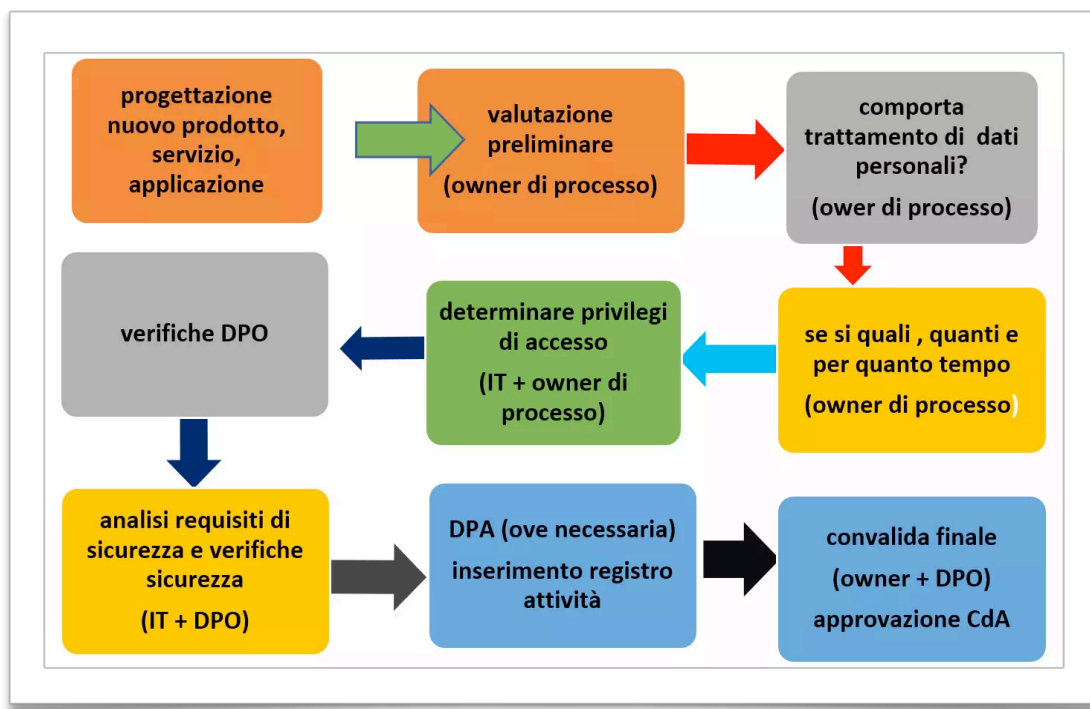 progettazione
nuovo prodotto,
servizio,
applicazione
valutazione
preliminare
(owner di processo)
comporta
trattamento di dati
personali?
(ower di processo)
se si quali , quanti e
per quanto tempo
(owner di processo)
determinare privilegi
di accesso
(IT + owner di
processo)
verifiche DPO
analisi requisiti di
sicurezza e verifiche
sicurezza
(IT + DPO)
DPA (ove necessaria)
inserimento registro
attività
convalida finale
(owner + DPO)
approvazione CdA